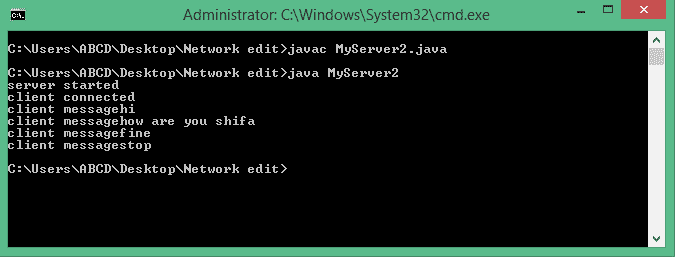 Administrator: C:\Windows\System32\cmd.exe
C:\Users\ABCD\Desktop\Network edit>javac MyServer2.java
C:\Users\ABCD\Desktop\Network edit>java MyServer2
server started
client connected
client messagehi
client messagehow are you shifa
client messagefine
client messagestop
C:\Users\ABCD\Desktop\Network edit>